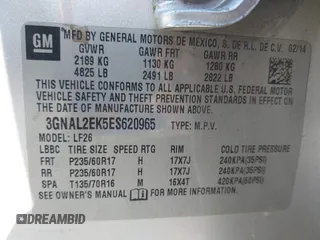 GM
MFD BY GENERAL MOTORS DE MEXICO, S. DE R.L. DE C.V. 02/14
GVWR GAWR FRT GAWR RR
2189 KG 1130 KG 1280 KG
4825 LB 2491 LB 2822 LB
THIS VEHICLE CONFORMS TO ALL APPLICABLE U.S. FEDERAL MOTOR
VEHICLE SAFETY AND THEFT PREVENTION STANDARDS
IN EFFECT ON THE DATE OF MANUFACTURE SHOWN ABOVE.
3GNAL2EK5ES620965 TYPE: M.P.V.
MODEL: LF26
LBBC TIRE SIZE SPEED RTG RIM COLD TIRE PRESSURE
FRT P235/60R17 H 17X7J 240KPA(35PSI)
RR P235/60R17 H 17X7J 240KPA(35PSI)
SPA T135/70R16 M 16X4T 420KPA(60PSI)
SEE OWNER'S MANUAL FOR MORE INFORMATION.
REPORTBID